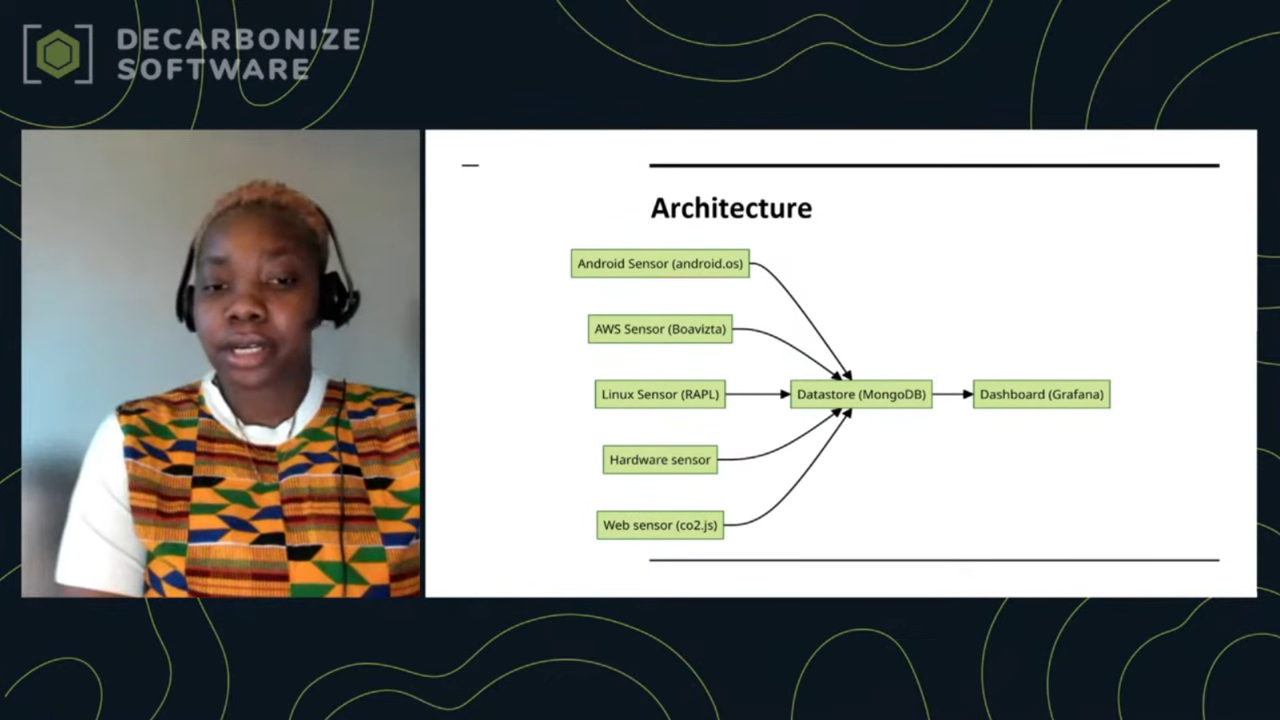 DECARBONIZE
SOFTWARE
Architecture
Android Sensor (android.os)
AWS Sensor (Boavizta)
Linux Sensor (RAPL)
Datastore (MongoDB)
Dashboard (Grafana)
Hardware sensor
Web sensor (co2.js)